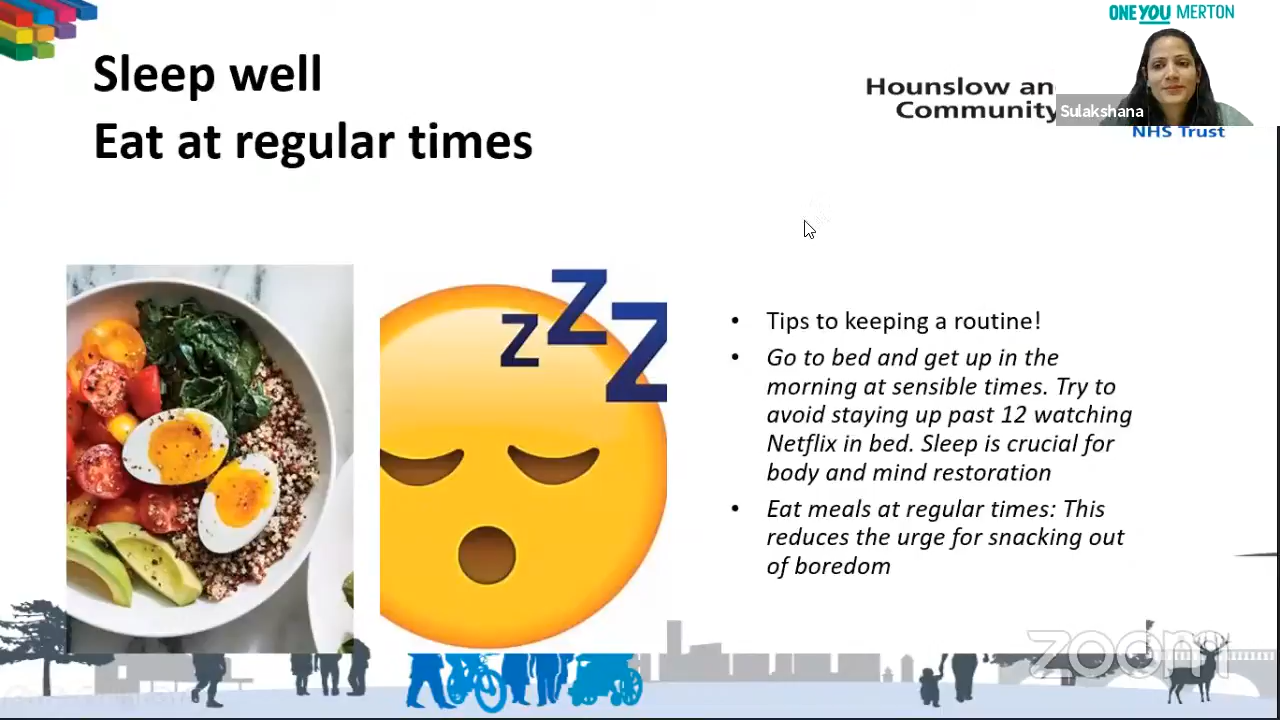 ONE YOU MERTON
Sleep well
Eat at regular times
Hounslow an
Community
Sulakshana
NHS Trust
z Z Z
• Tips to keeping a routine!
• Go to bed and get up in the
morning at sensible times. Try to
avoid staying up past 12 watching
Netflix in bed. Sleep is crucial for
body and mind restoration
• Eat meals at regular times: This
reduces the urge for snacking out
of boredom
zoom